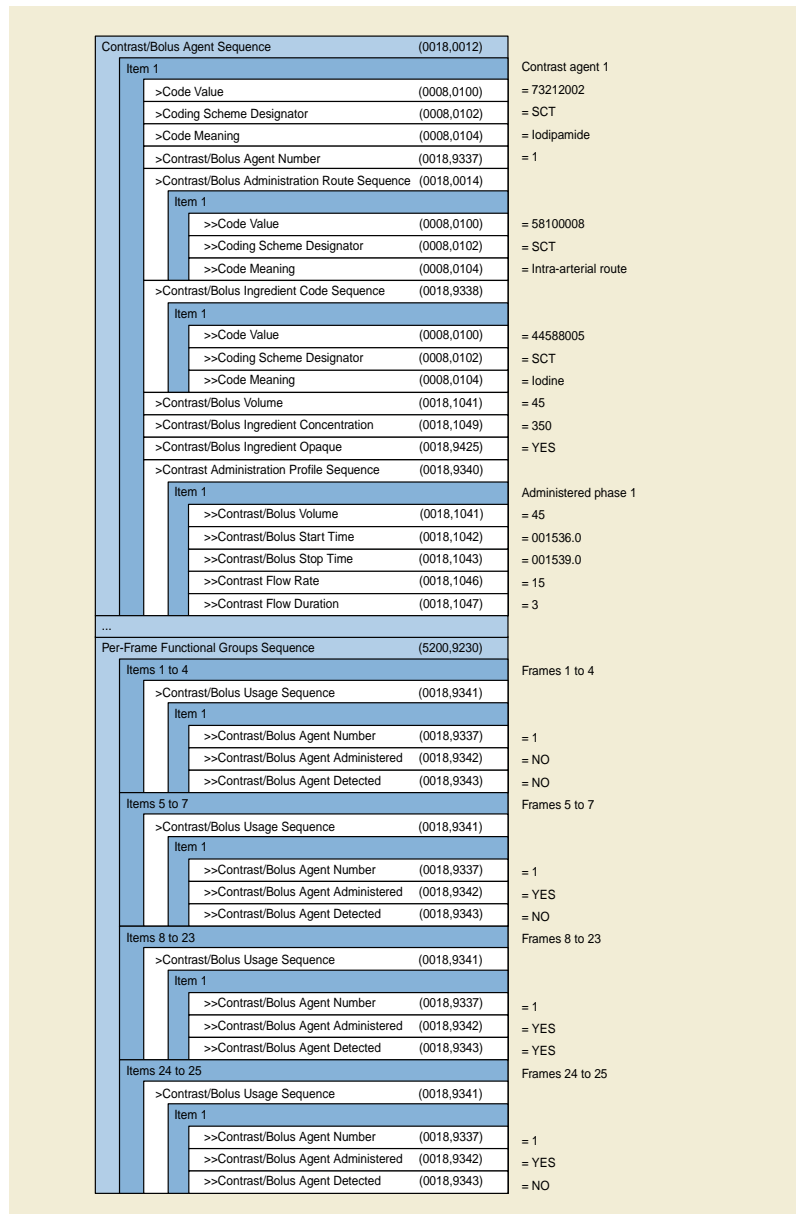 Contrast/Bolus Agent Sequence (0018,0012)
Item 1 Contrast agent 1
>Code Value (0008,0100) = 73212002
>Coding Scheme Designator (0008,0102) = SCT
>Code Meaning (0008,0104) = Iodipamide
>Contrast/Bolus Agent Number (0018,9337) = 1
>Contrast/Bolus Administration Route Sequence (0018,0014)
Item 1
>>Code Value (0008,0100) = 58100008
>>Coding Scheme Designator (0008,0102) = SCT
>>Code Meaning (0008,0104) = Intra-arterial route
>Contrast/Bolus Ingredient Code Sequence (0018,9338)
Item 1
>>Code Value (0008,0100) = 44588005
>>Coding Scheme Designator (0008,0102) = SCT
>>Code Meaning (0008,0104) = Iodine
>Contrast/Bolus Volume (0018,1041) = 45
>Contrast/Bolus Ingredient Concentration (0018,1049) = 350
>Contrast/Bolus Ingredient Opaque (0018,9425) = YES
>Contrast Administration Profile Sequence (0018,9340)
Item 1 Administered phase 1
>>Contrast/Bolus Volume (0018,1041) = 45
>>Contrast/Bolus Start Time (0018,1042) = 001536.0
>>Contrast/Bolus Stop Time (0018,1043) = 001539.0
>>Contrast Flow Rate (0018,1046) = 15
>>Contrast Flow Duration (0018,1047) = 3
...
Per-Frame Functional Groups Sequence (5200,9230)
Items 1 to 4 Frames 1 to 4
>Contrast/Bolus Usage Sequence (0018,9341)
Item 1
>>Contrast/Bolus Agent Number (0018,9337) = 1
>>Contrast/Bolus Agent Administered (0018,9342) = NO
>>Contrast/Bolus Agent Detected (0018,9343) = NO
Items 5 to 7 Frames 5 to 7
>Contrast/Bolus Usage Sequence (0018,9341)
Item 1
>>Contrast/Bolus Agent Number (0018,9337) = 1
>>Contrast/Bolus Agent Administered (0018,9342) = YES
>>Contrast/Bolus Agent Detected (0018,9343) = NO
Items 8 to 23 Frames 8 to 23
>Contrast/Bolus Usage Sequence (0018,9341)
Item 1
>>Contrast/Bolus Agent Number (0018,9337) = 1
>>Contrast/Bolus Agent Administered (0018,9342) = YES
>>Contrast/Bolus Agent Detected (0018,9343) = YES
Items 24 to 25 Frames 24 to 25
>Contrast/Bolus Usage Sequence (0018,9341)
Item 1
>>Contrast/Bolus Agent Number (0018,9337) = 1
>>Contrast/Bolus Agent Administered (0018,9342) = YES
>>Contrast/Bolus Agent Detected (0018,9343) = NO